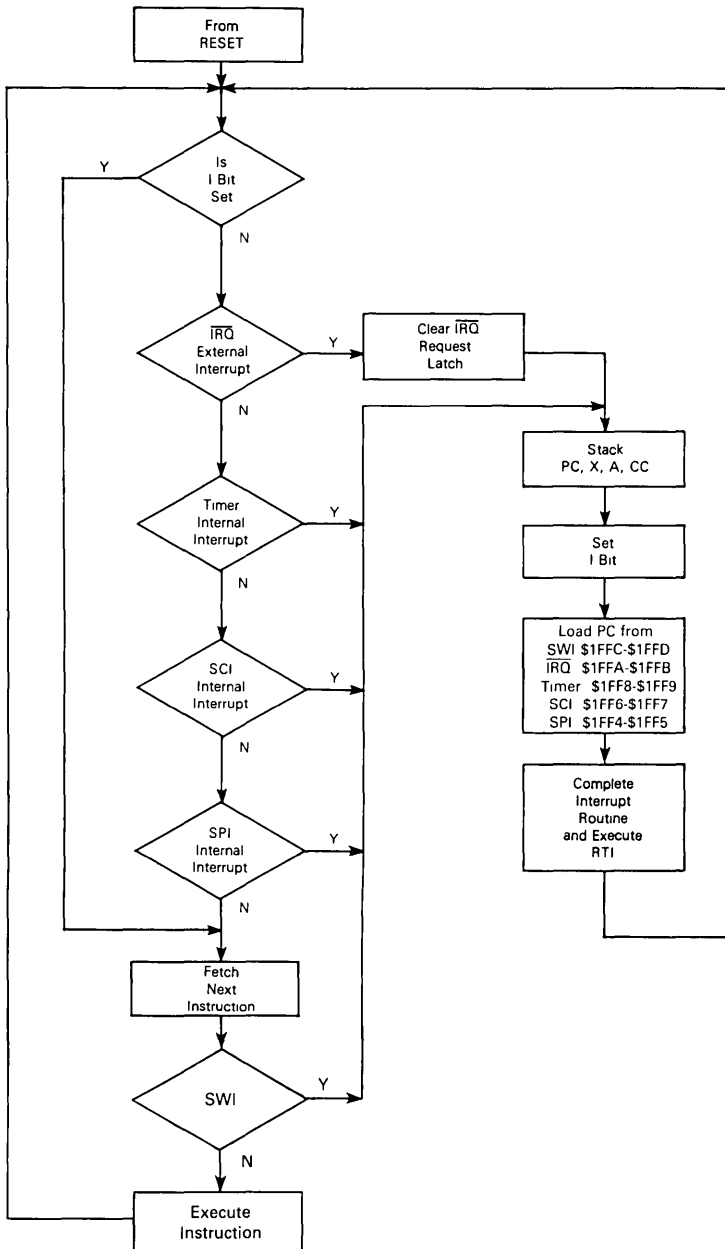 From
RESET
Y
Is
I Bit
Set
N
IRQ
External
Interrupt
Y
Clear IRQ
Request
Latch
N
Stack
PC, X, A, CC
Timer
Internal
Interrupt
Y
Set
I Bit
N
Load PC from
SWI $1FFC-$1FFD
IRQ $1FFA-$1FFB
Timer $1FF8-$1FF9
SCI $1FF6-$1FF7
SPI $1FF4-$1FF5
SCI
Internal
Interrupt
Y
N
Complete
Interrupt
Routine
and Execute
RTI
SPI
Internal
Interrupt
Y
N
Fetch
Next
Instruction
SWI
Y
N
Execute
Instruction